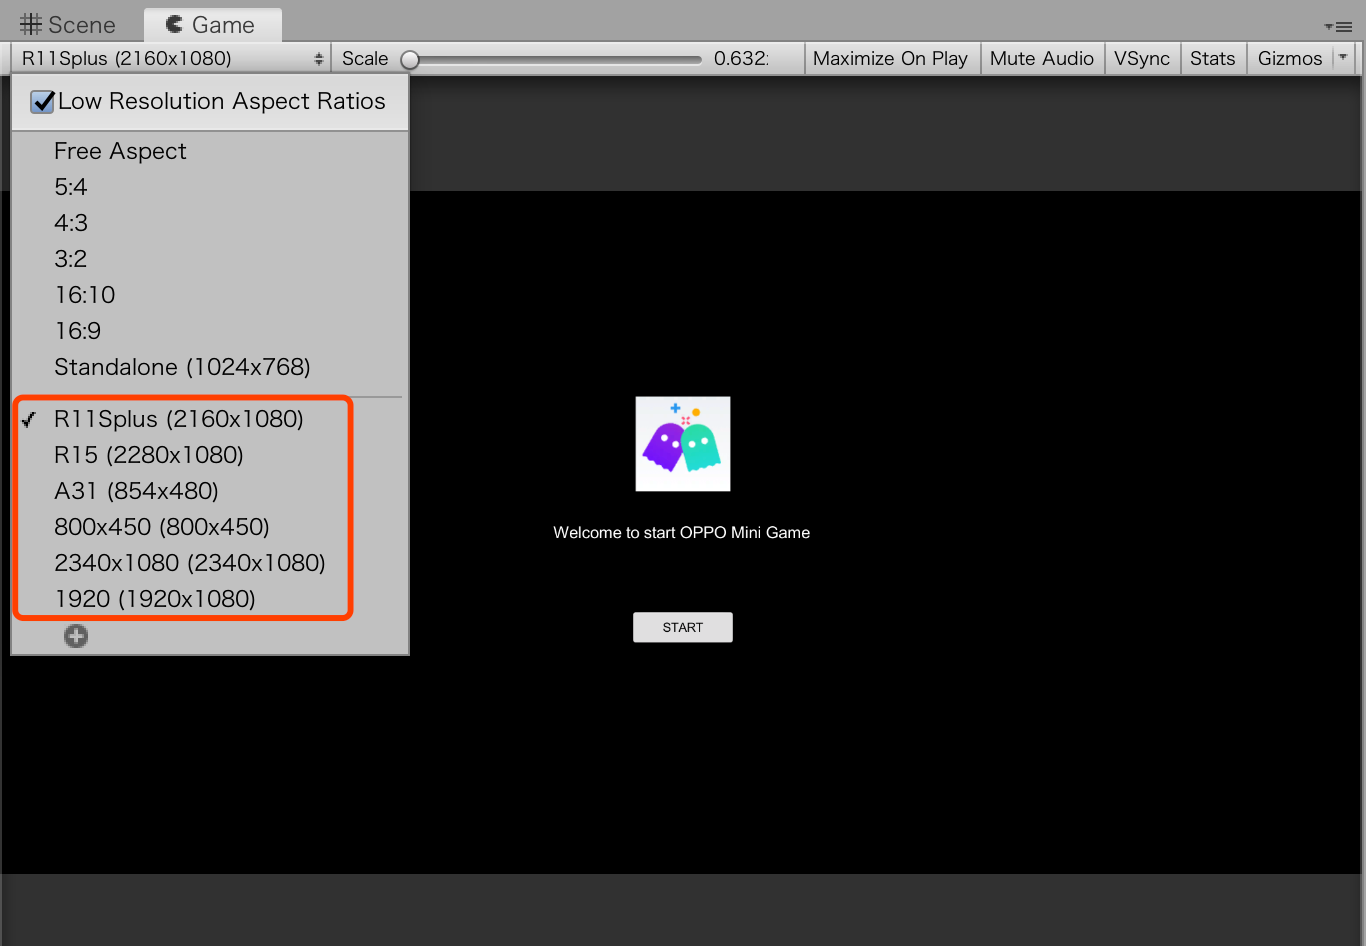 Scene Game
R11Splus (2160x1080) Scale 0.632: Maximize On Play Mute Audio VSync Stats Gizmos
Low Resolution Aspect Ratios
Free Aspect
5:4
4:3
3:2
16:10
16:9
Standalone (1024x768)
R11Splus (2160x1080)
R15 (2280x1080)
A31 (854x480)
800x450 (800x450)
2340x1080 (2340x1080)
1920 (1920x1080)
Welcome to start OPPO Mini Game
START